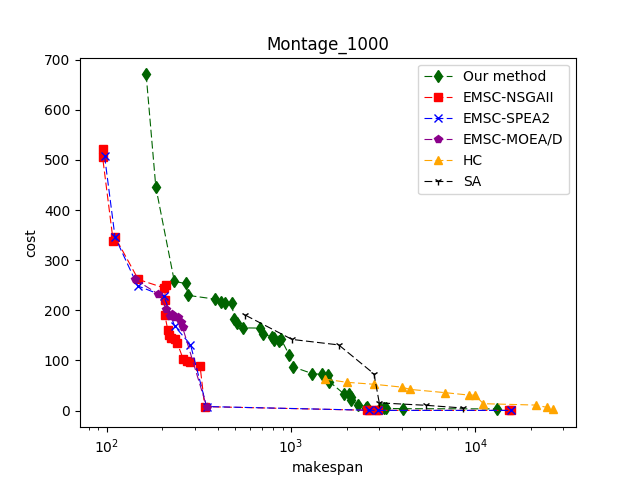 Montage_1000
700
600
500
400
300
200
100
0
cost
10²
10³
10⁴
makespan
Our method
EMSC-NSGAII
EMSC-SPEA2
EMSC-MOEA/D
HC
SA